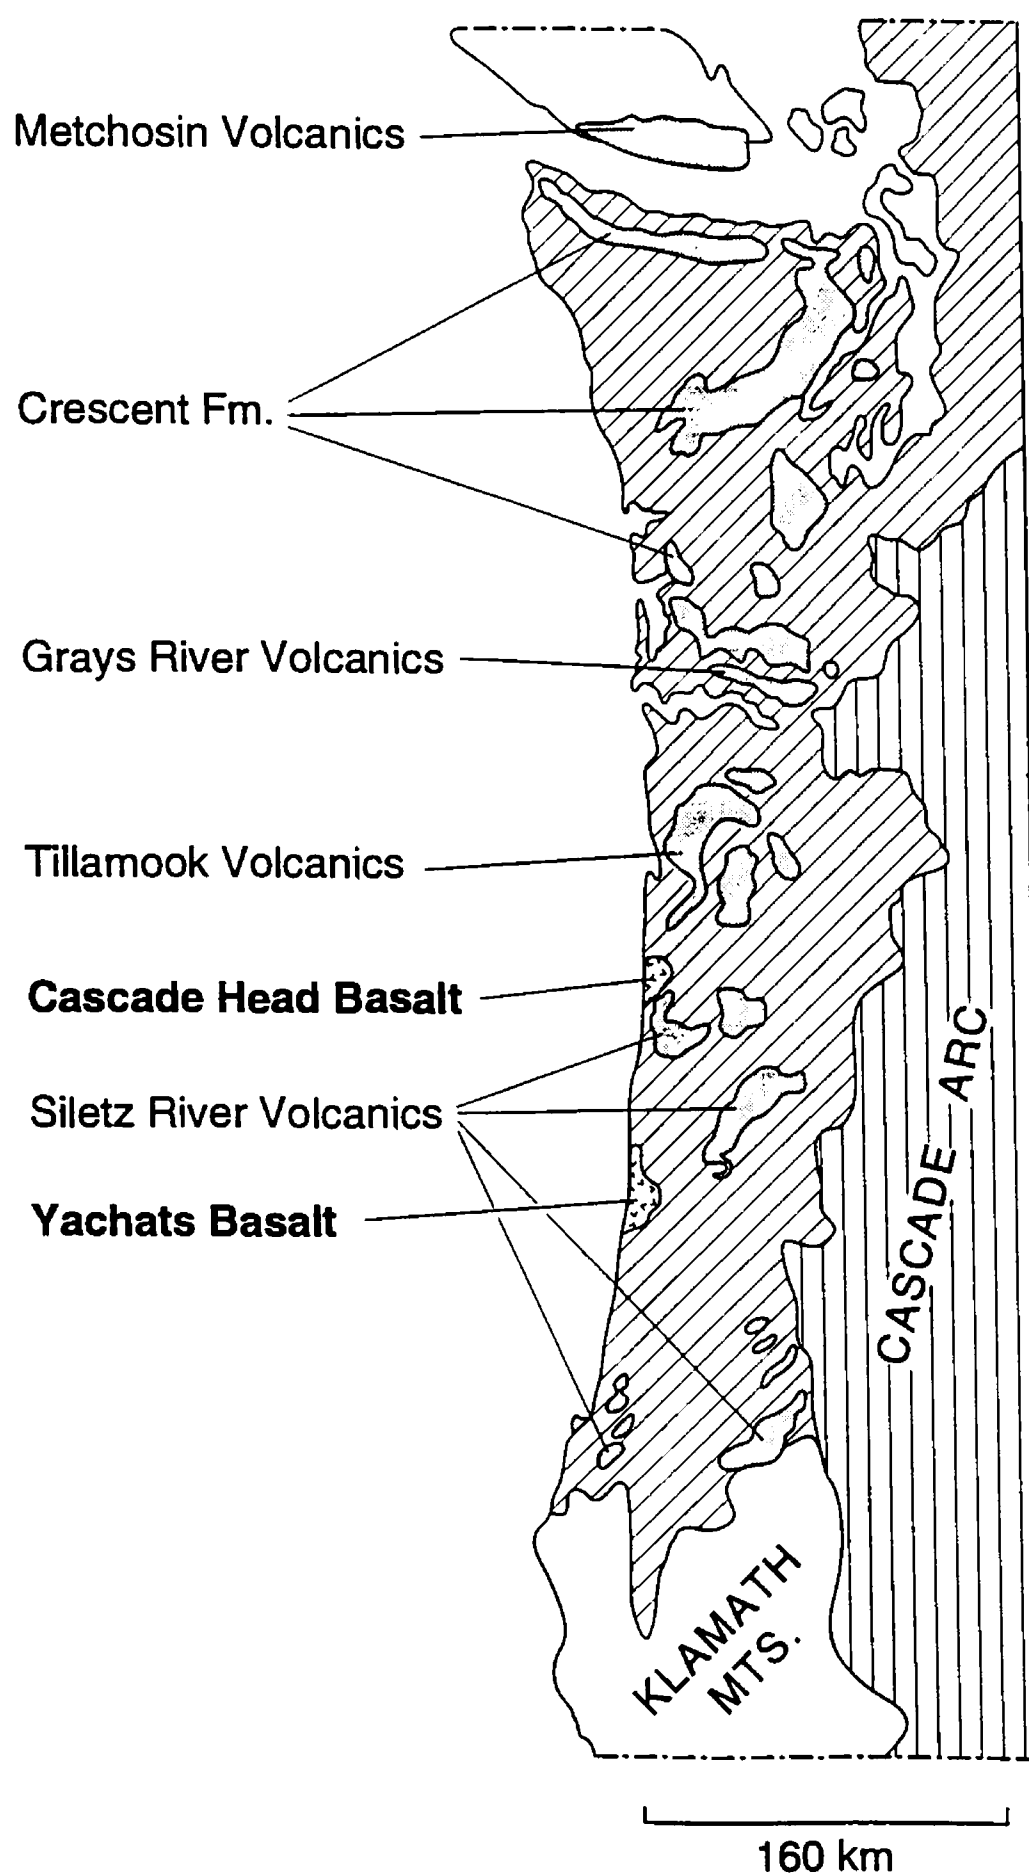 Metchosin Volcanics
Crescent Fm.
Grays River Volcanics
Tillamook Volcanics
Cascade Head Basalt
Siletz River Volcanics
Yachats Basalt
CASCADE ARC
KLAMATH
MTS.
160 km